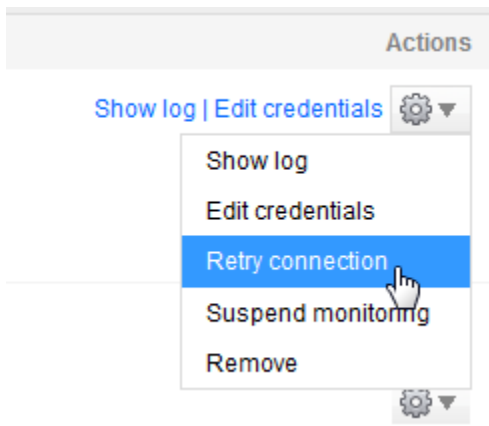 Actions
Show log | Edit credentials
Show log
Edit credentials
Retry connection
Suspend monitoring
Remove